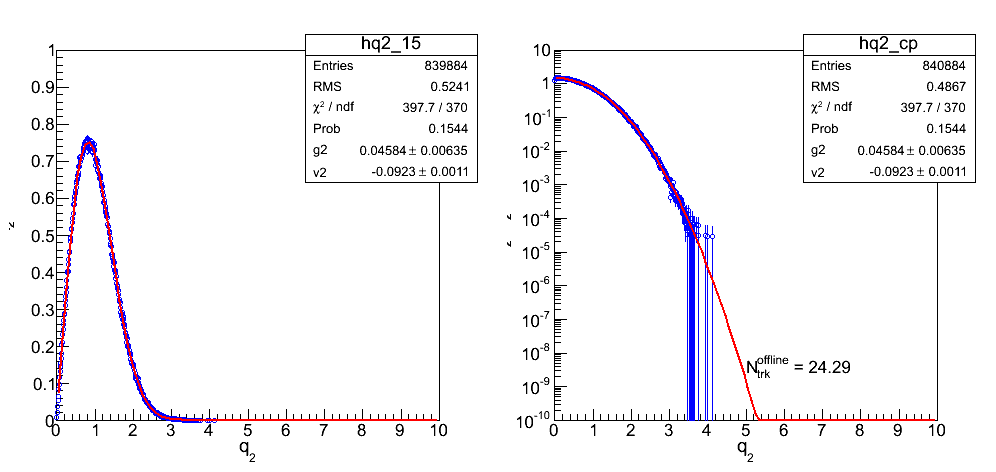 hq2_15
Entries 839884
RMS 0.5241
χ² / ndf 397.7 / 370
Prob 0.1544
g2 0.04584 ± 0.00635
v2 -0.0923 ± 0.0011
1
0.9
0.8
0.7
0.6
0.5
0.4
0.3
0.2
0.1
0
0 1 2 3 4 5 6 7 8 9 10
q₂
hq2_cp
Entries 840884
RMS 0.4867
χ² / ndf 397.7 / 370
Prob 0.1544
g2 0.04584 ± 0.00635
v2 -0.0923 ± 0.0011
10
1
10⁻¹
10⁻²
10⁻³
10⁻⁴
10⁻⁵
10⁻⁶
10⁻⁷
10⁻⁸
10⁻⁹
10⁻¹⁰
N_trk^offline = 24.29
0 1 2 3 4 5 6 7 8 9 10
q₂